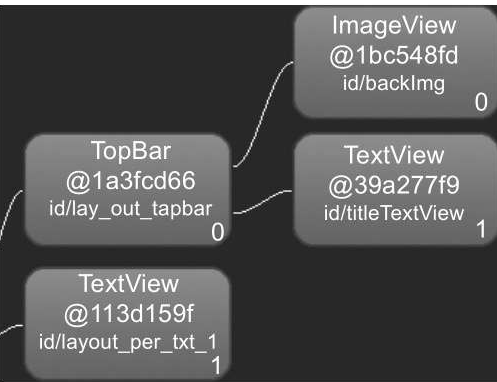 ImageView
@1bc548fd
id/backImg
0
TopBar
@1a3fcd66
id/lay_out_tapbar
0
TextView
@39a277f9
id/titleTextView
1
TextView
@113d159f
id/layout_per_txt_1
1